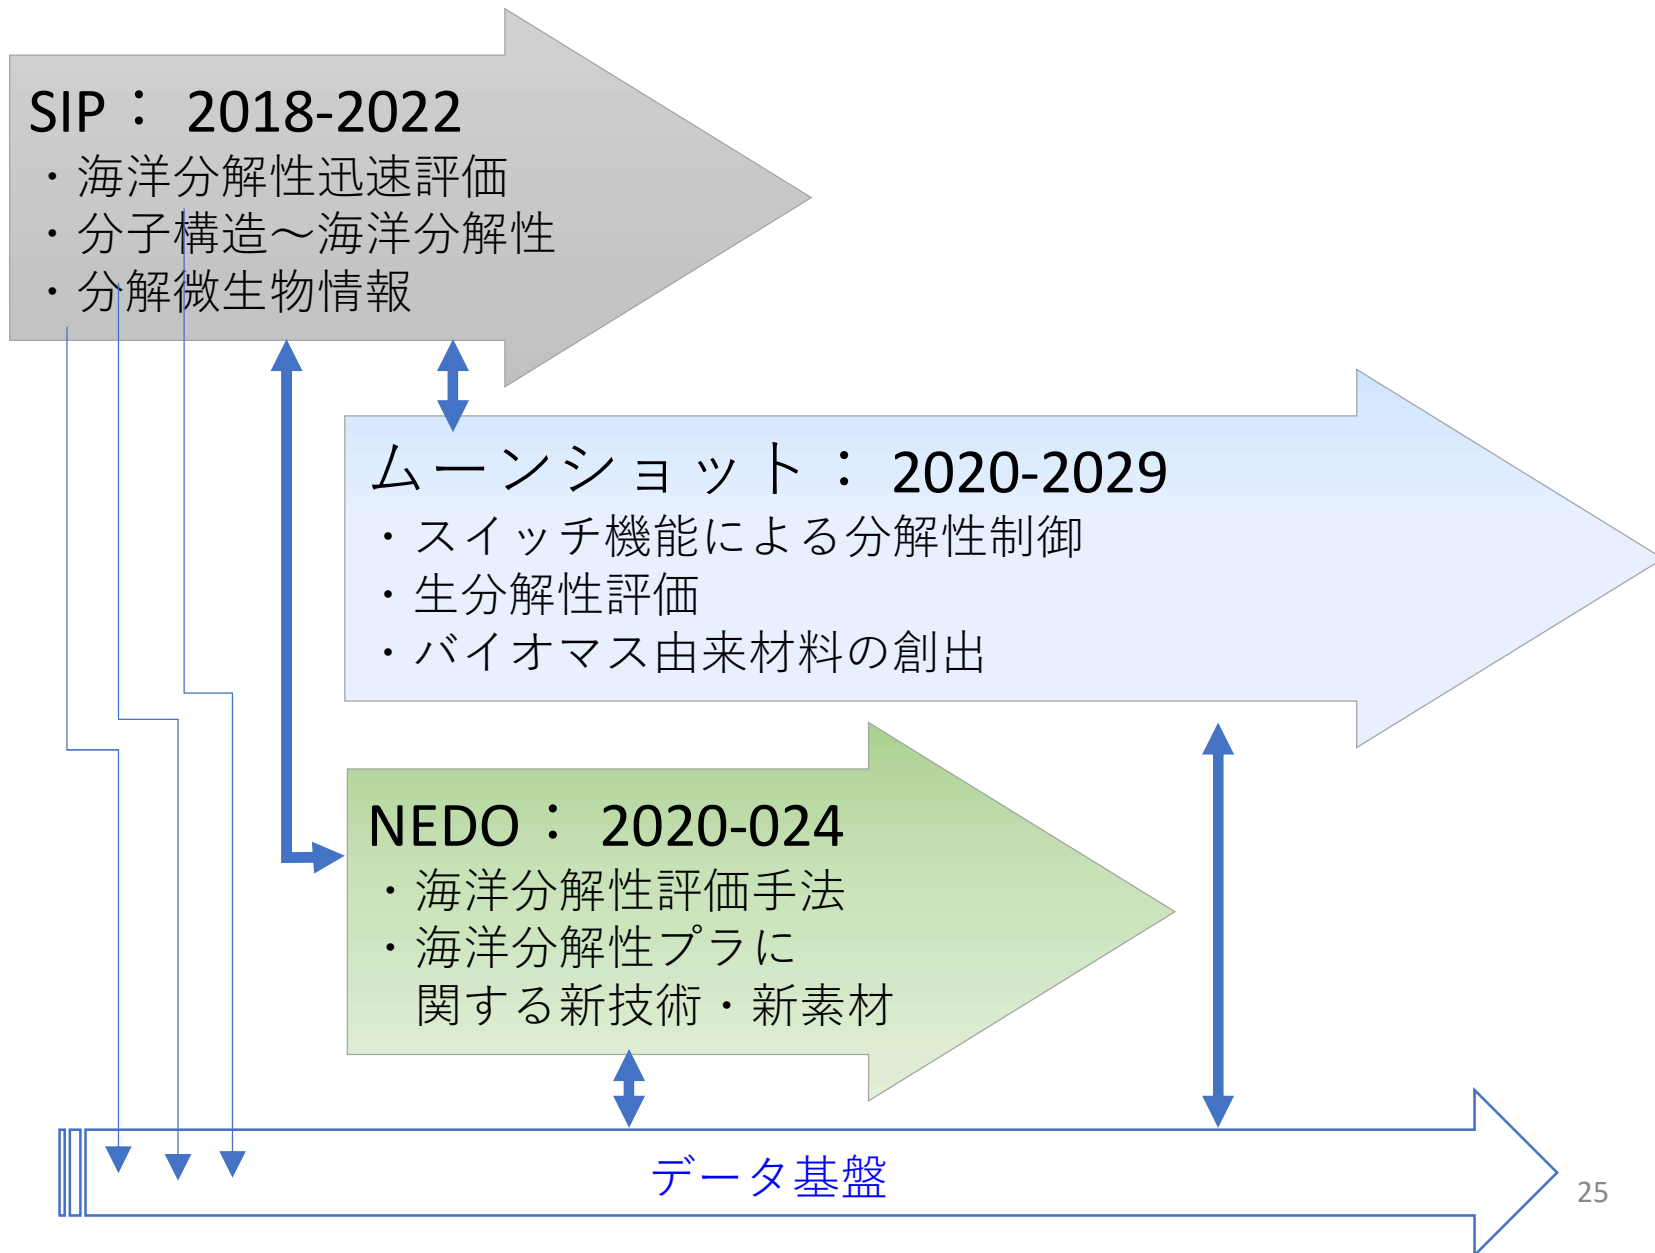 SIP： 2018-2022
・海洋分解性迅速評価
・分子構造～海洋分解性
・分解微生物情報
ムーンショット： 2020-2029
・スイッチ機能による分解性制御
・生分解性評価
・バイオマス由来材料の創出
NEDO： 2020-024
・海洋分解性評価手法
・海洋分解性プラに
関する新技術・新素材
データ基盤
25